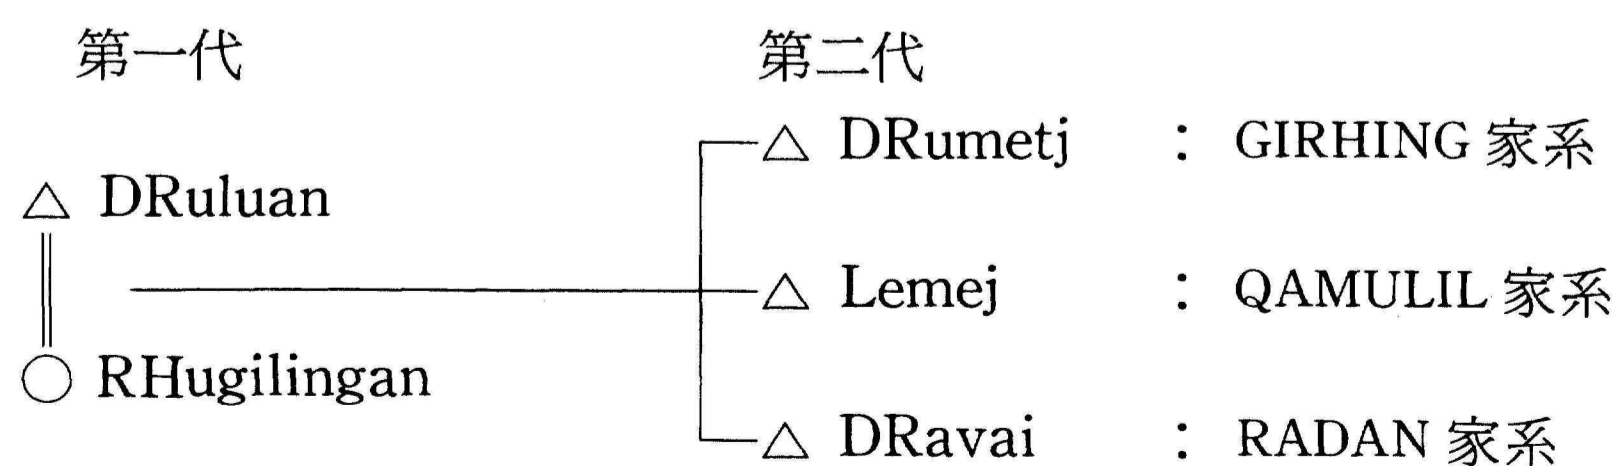 第一代 第二代
△ DRumetj : GIRHING 家系
△ DRuluan
△ Lemej : QAMULIL 家系
○ RHugilingan
△ DRavai : RADAN 家系